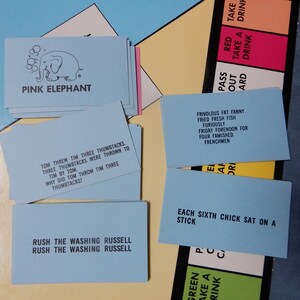 PINK ELEPHANT
TOM THREW TIM THREE THUMBTACKS
THREE THUMBTACKS WERE THROWN TO
TIM BY TOM
WHY DID TOM THROW TIM THREE
THUMBTACKS?
RUSH THE WASHING RUSSELL
RUSH THE WASHING RUSSELL
FRIVOLOUS FAT FANNY
FRIED FRESH FISH
FURIOUSLY
FRIDAY FORENOON FOR
YOUR FAMISHED
FRENCHMEN
EACH SIXTH CHICK SAT ON A
STICK
TAKE A
DRINK
RED
TAKE A
DRINK
PASS
OUT
CARD
GREEN
TAKE A
DRINK